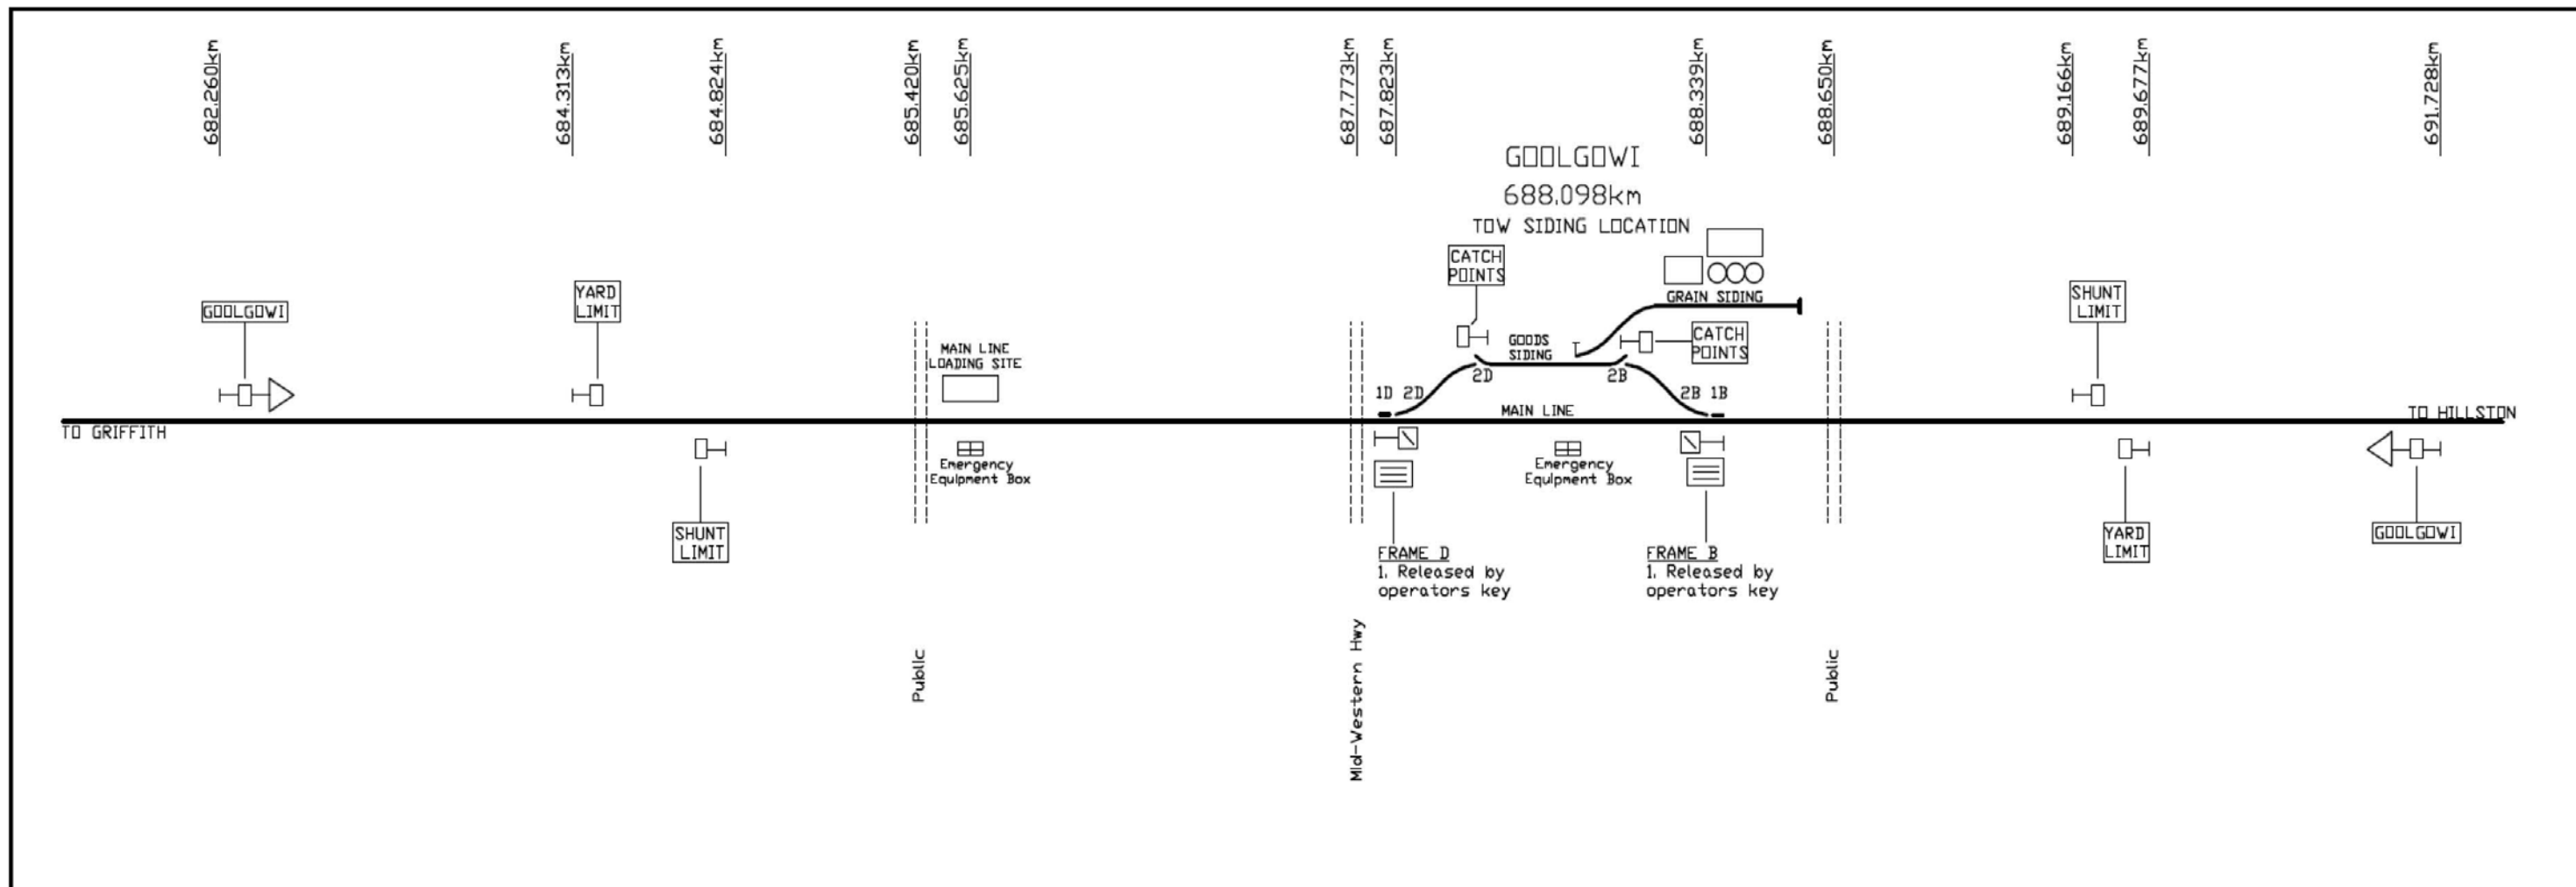 682.260km
684.313km
684.824km
685.420km
685.625km
687.773km
687.823km
688.339km
688.650km
689.166km
689.677km
691.728km
GOOLGOWI
688.098km
TOW SIDING LOCATION
CATCH
POINTS
GRAIN SIDING
GOOLGOWI
YARD
LIMIT
MAIN LINE
LOADING SITE
GOODS
SIDING
CATCH
POINTS
SHUNT
LIMIT
2D
2B
1D 2D
2B 1B
MAIN LINE
TO GRIFFITH
TO HILLSTON
Emergency
Equipment Box
Emergency
Equipment Box
SHUNT
LIMIT
FRAME D
1. Released by
operators key
FRAME B
1. Released by
operators key
YARD
LIMIT
GOOLGOWI
Public
Mid-Western Hwy
Public